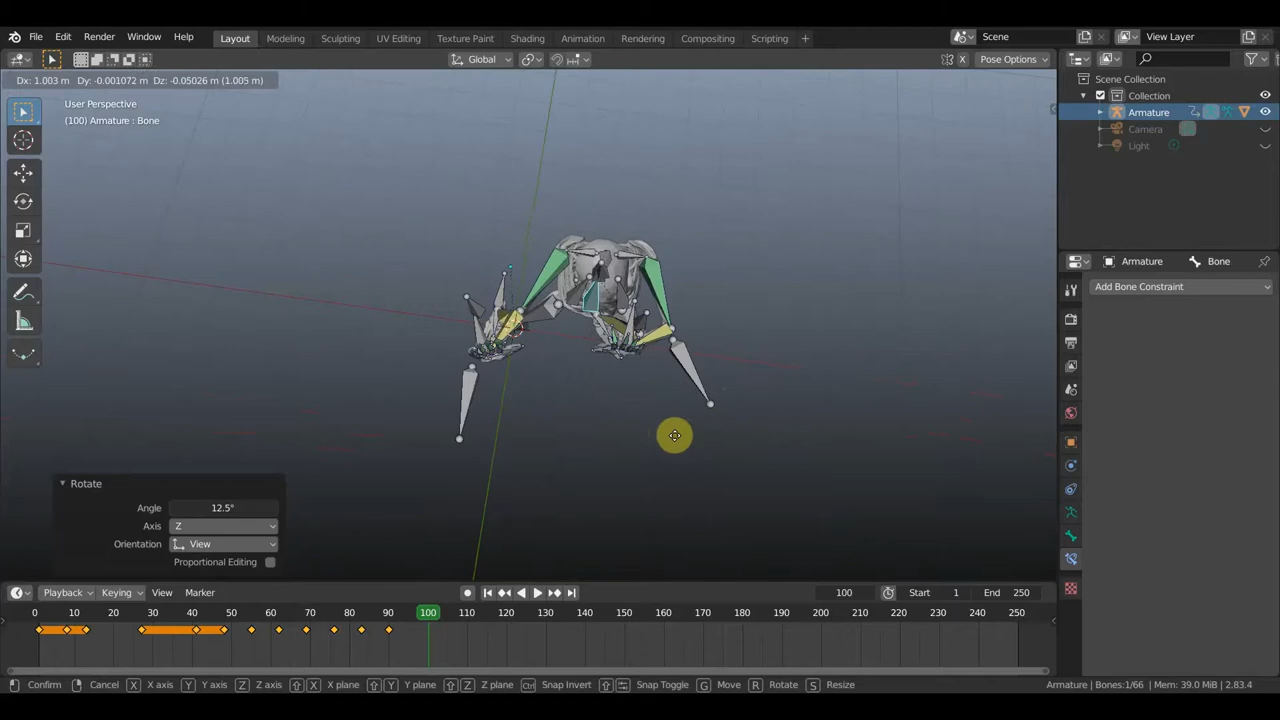 File Edit Render Window Help Layout Modeling Sculpting UV Editing Texture Paint Shading Animation Rendering Compositing Scripting + Scene View Layer
Global X Pose Options
Dx: 1.003 m Dy: -0.001072 m Dz: -0.05026 m (1.005 m)
Scene Collection
User Perspective
Collection
(100) Armature : Bone
Armature
Camera
Light
Armature Bone
Add Bone Constraint
Rotate
Angle 12.5°
Axis Z
Orientation View
Proportional Editing
Playback Keying View Marker 100 Start 1 End 250
0 10 20 30 40 50 60 70 80 90 100 110 120 130 140 150 160 170 180 190 200 210 220 230 240 250
Confirm Cancel X X axis Y Y axis Z Z axis X X plane Y Y plane Z Z plane Ctrl Snap Invert Snap Toggle G Move R Rotate S Resize Armature | Bones:1/66 | Mem: 39.0 MiB | 2.83.4